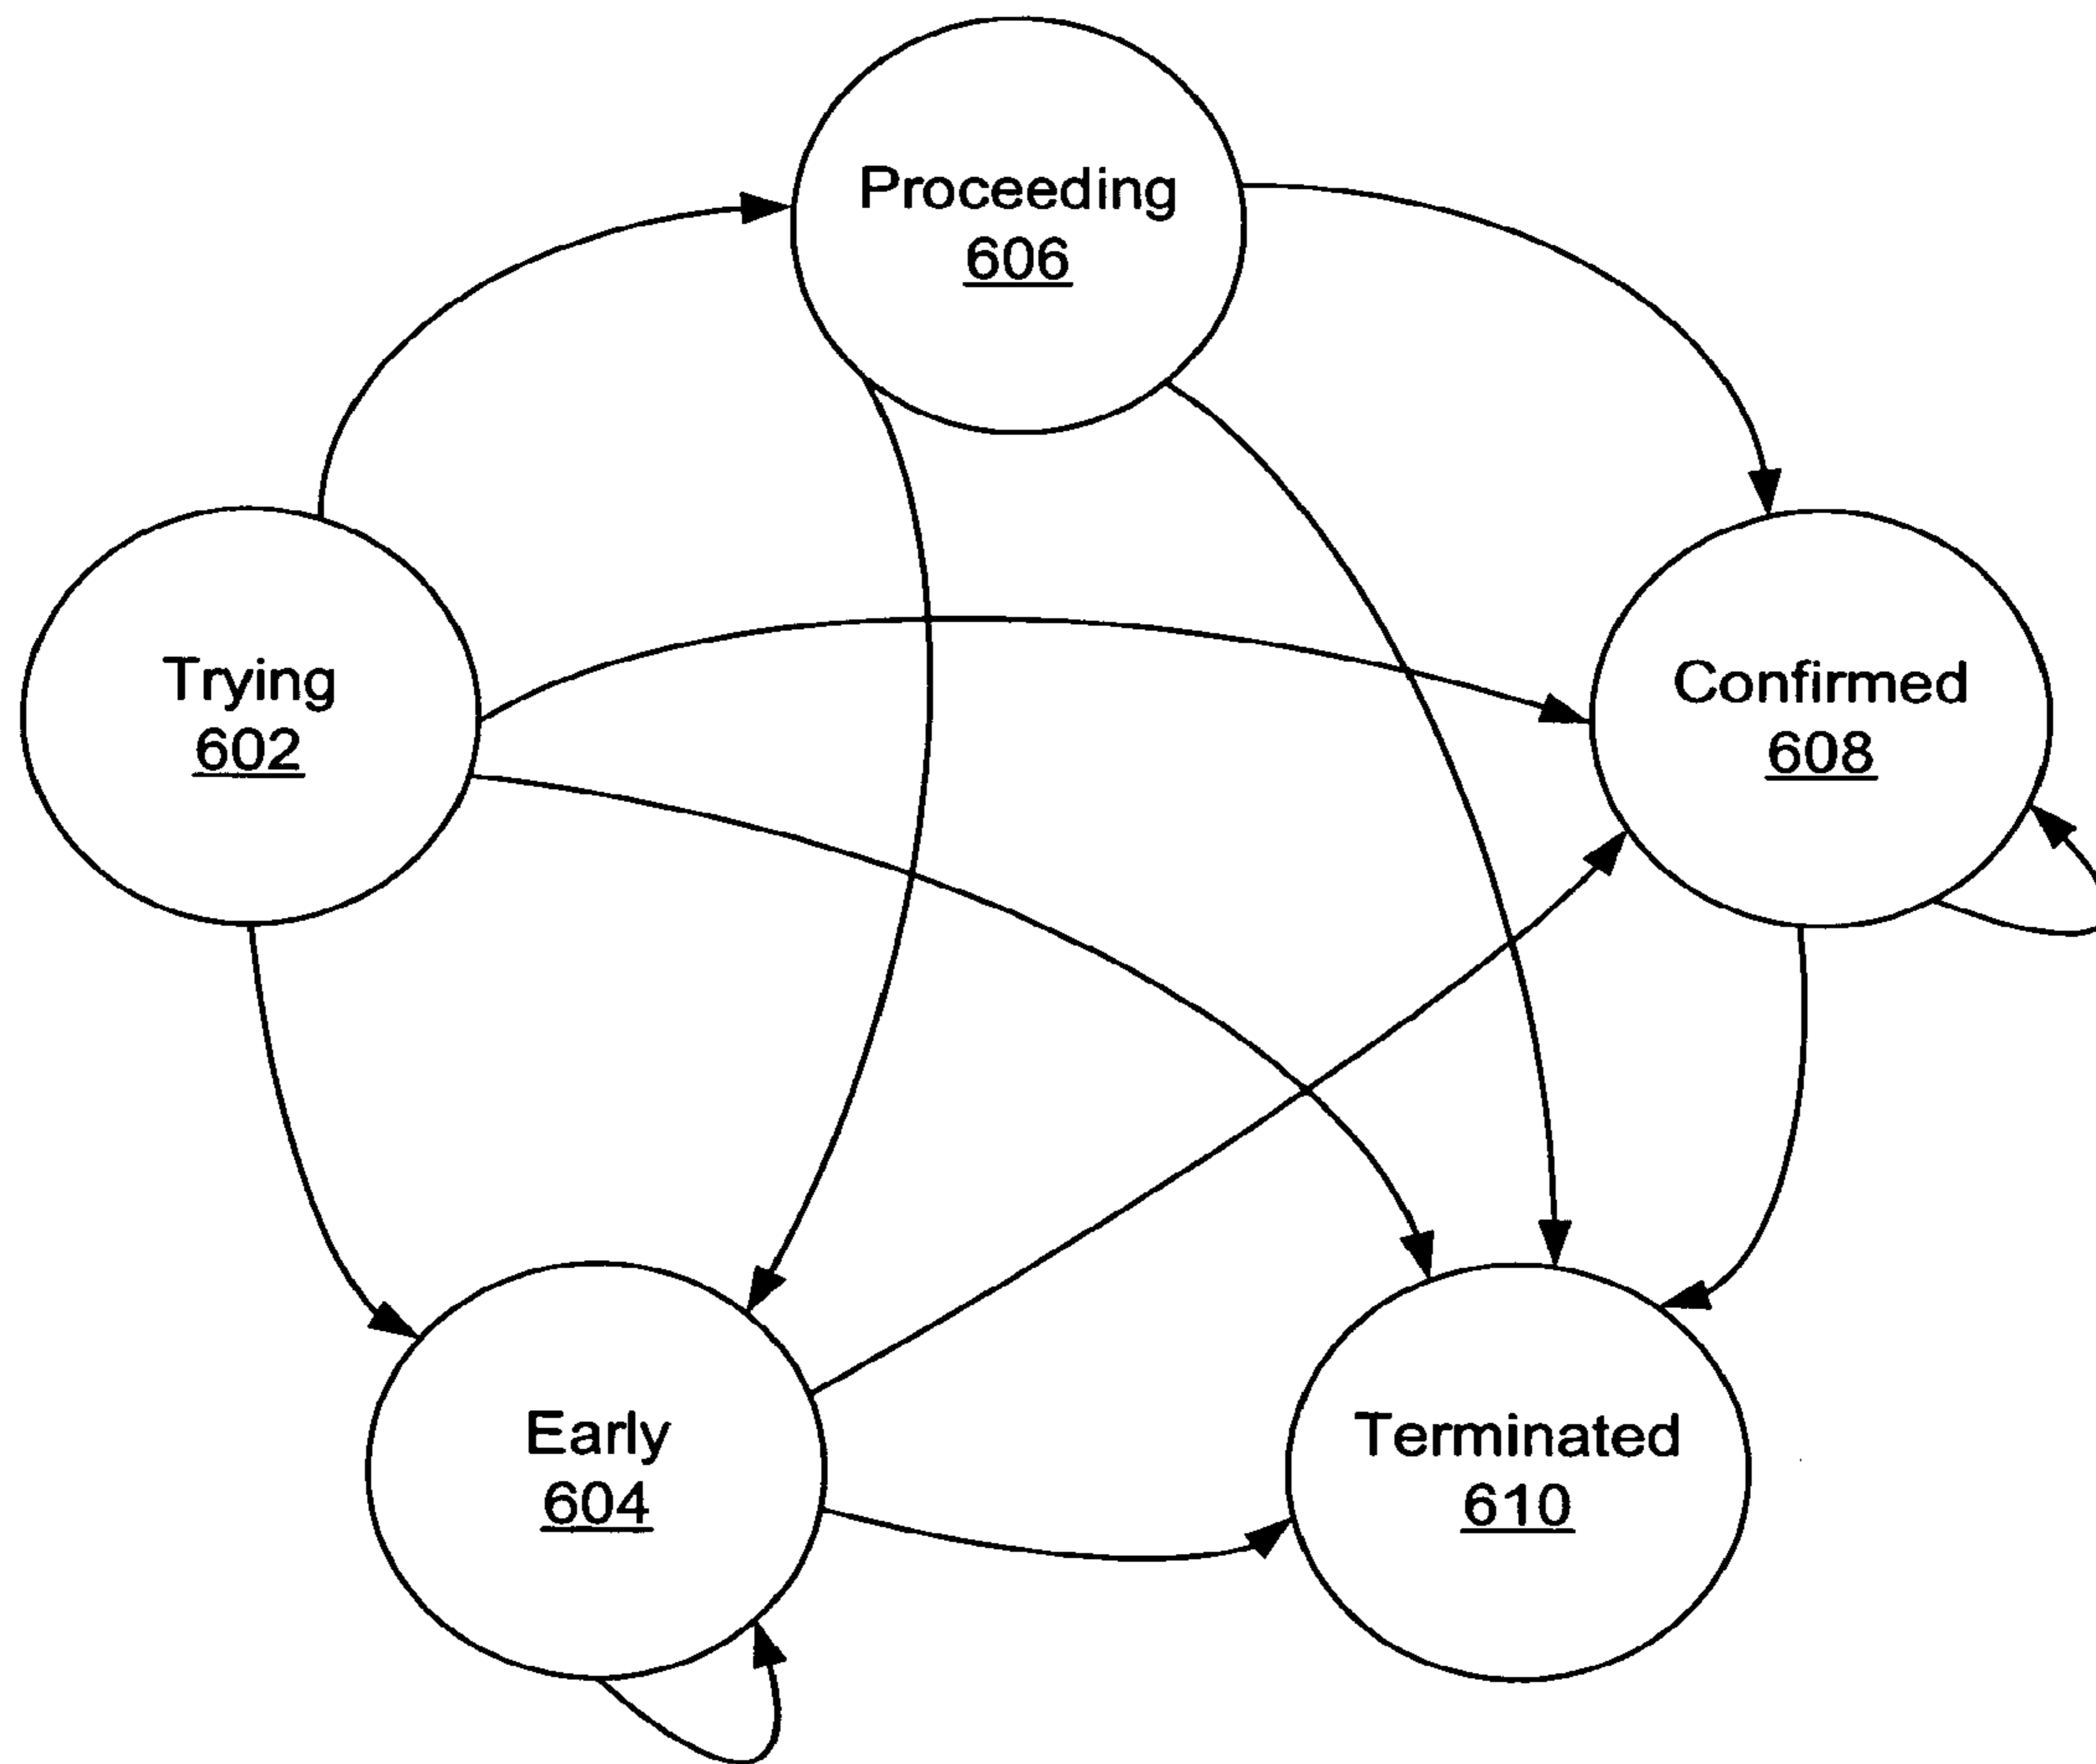 Proceeding
606
Trying
602
Confirmed
608
Early
604
Terminated
610